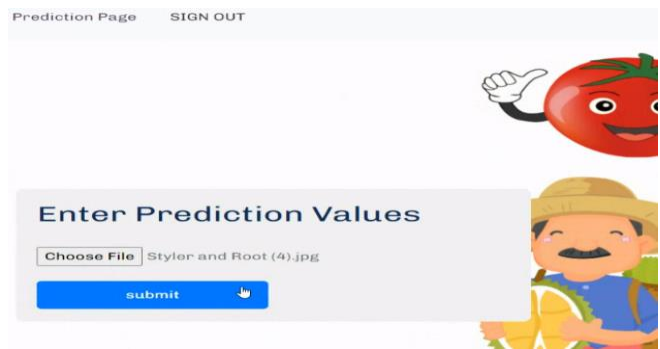 Prediction Page SIGN OUT
Enter Prediction Values
Choose File Styler and Root (4).jpg
submit